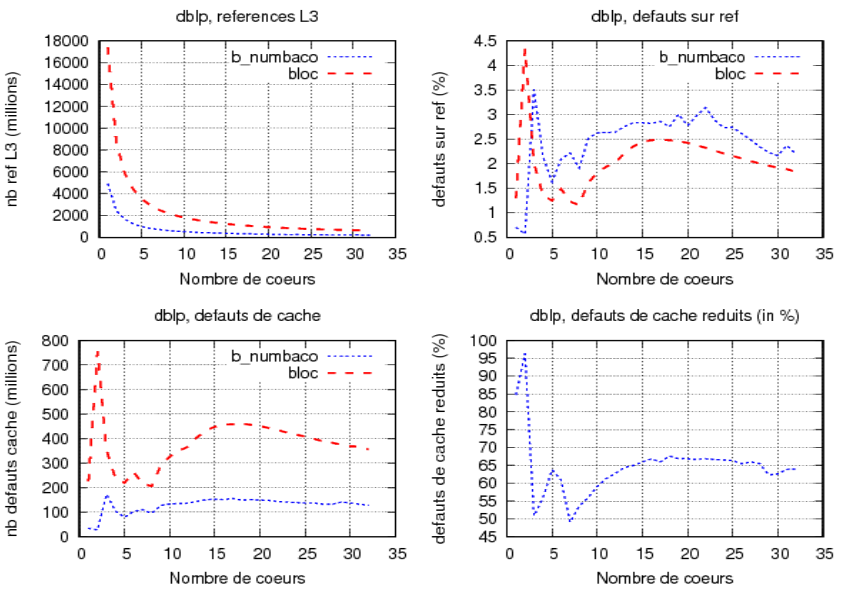 dblp, references L3
nb ref L3 (millions)
18000
16000
14000
12000
10000
8000
6000
4000
2000
0
b_numbaco
bloc
0 5 10 15 20 25 30 35
Nombre de coeurs
dblp, defauts sur ref
defauts sur ref (%)
4.5
4
3.5
3
2.5
2
1.5
1
0.5
b_numbaco
bloc
0 5 10 15 20 25 30 35
Nombre de coeurs
dblp, defauts de cache
nb defauts cache (millions)
800
700
600
500
400
300
200
100
0
b_numbaco
bloc
0 5 10 15 20 25 30 35
Nombre de coeurs
dblp, defauts de cache reduits (in %)
defauts de cache reduits (%)
100
95
90
85
80
75
70
65
60
55
50
45
0 5 10 15 20 25 30 35
Nombre de coeurs